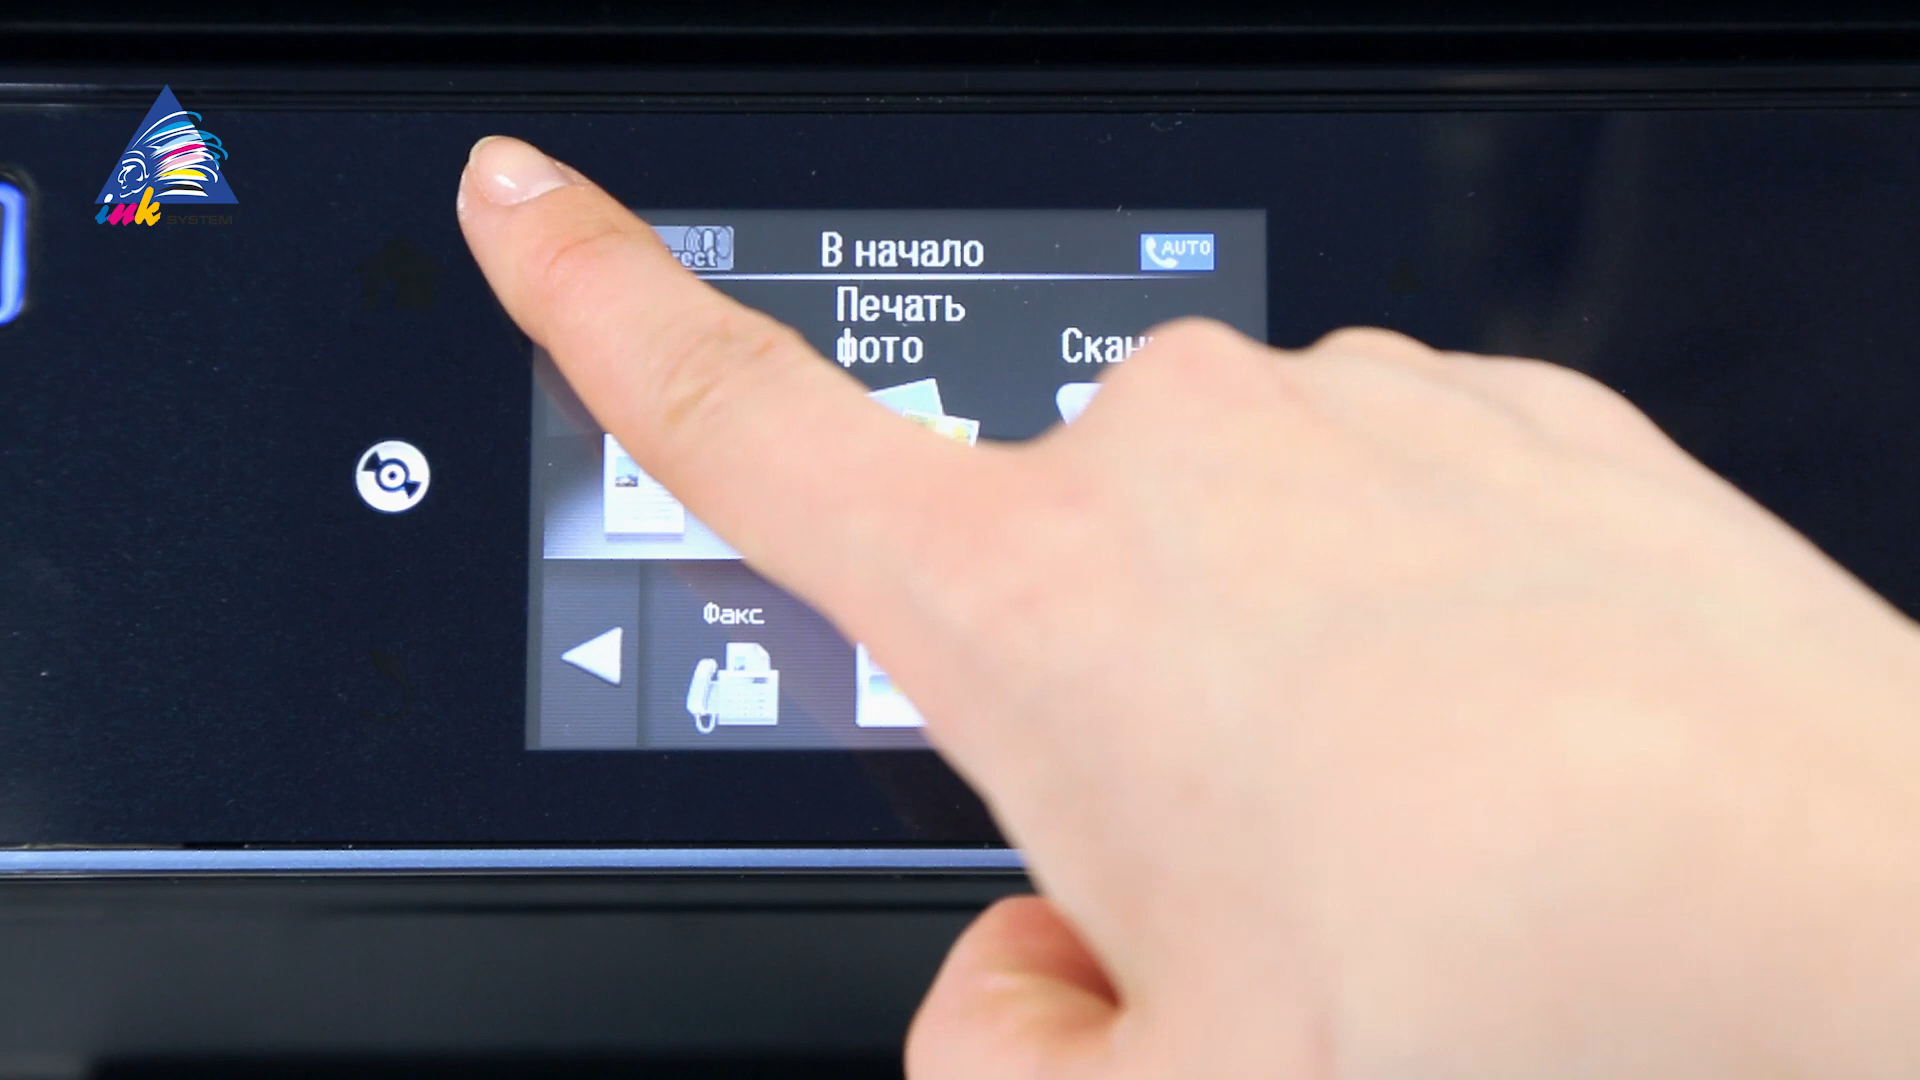 ink
SYSTEM
В начало
AUTO
Печать
фото
Факс